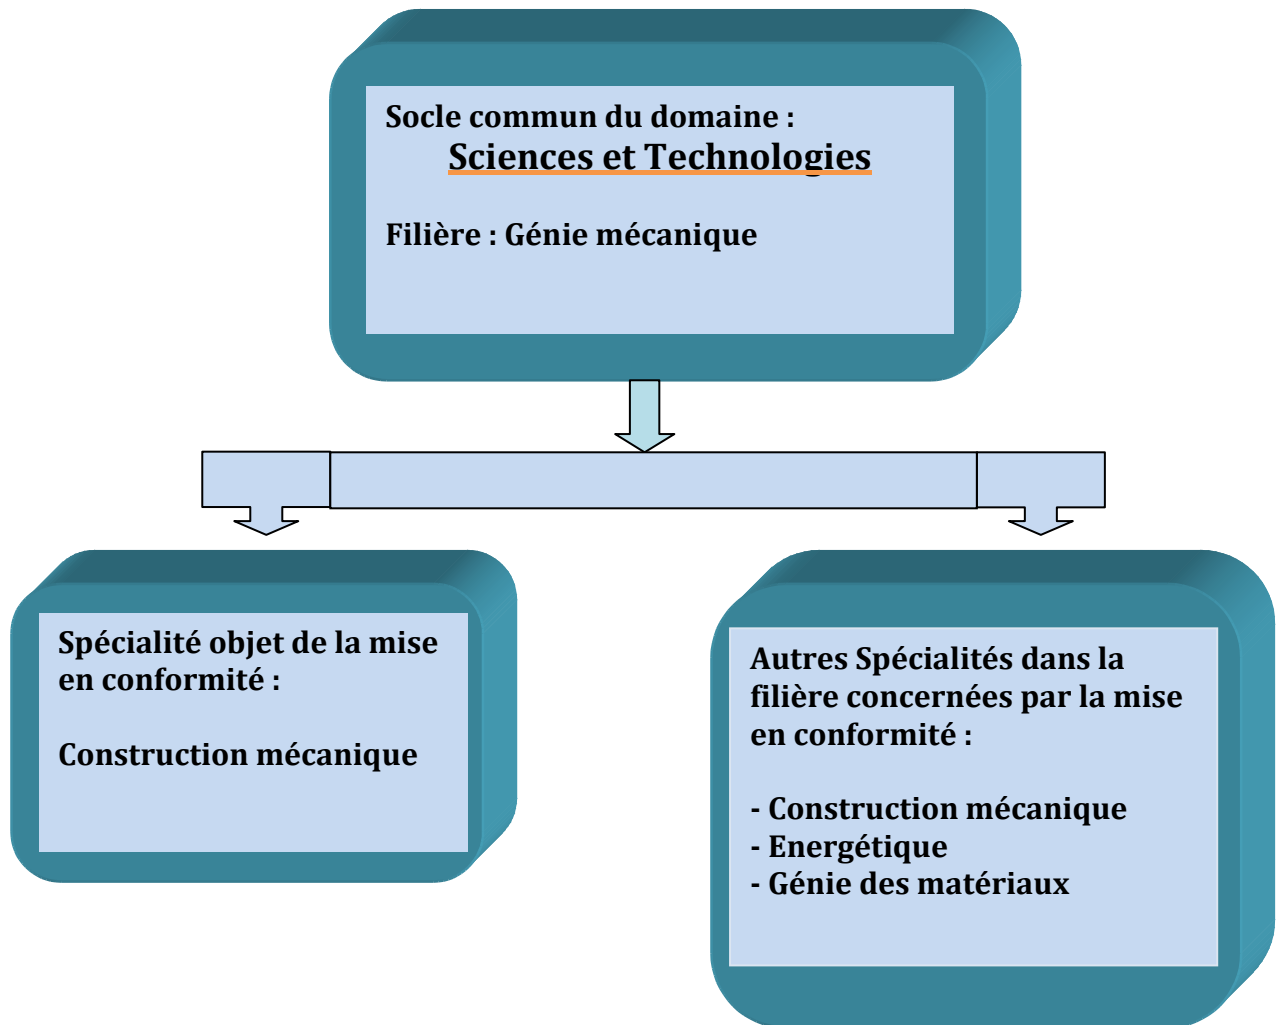 Socle commun du domaine :
Sciences et Technologies
Filière : Génie mécanique
Spécialité objet de la mise
en conformité :
Construction mécanique
Autres Spécialités dans la
filière concernées par la mise
en conformité :
- Construction mécanique
- Energétique
- Génie des matériaux